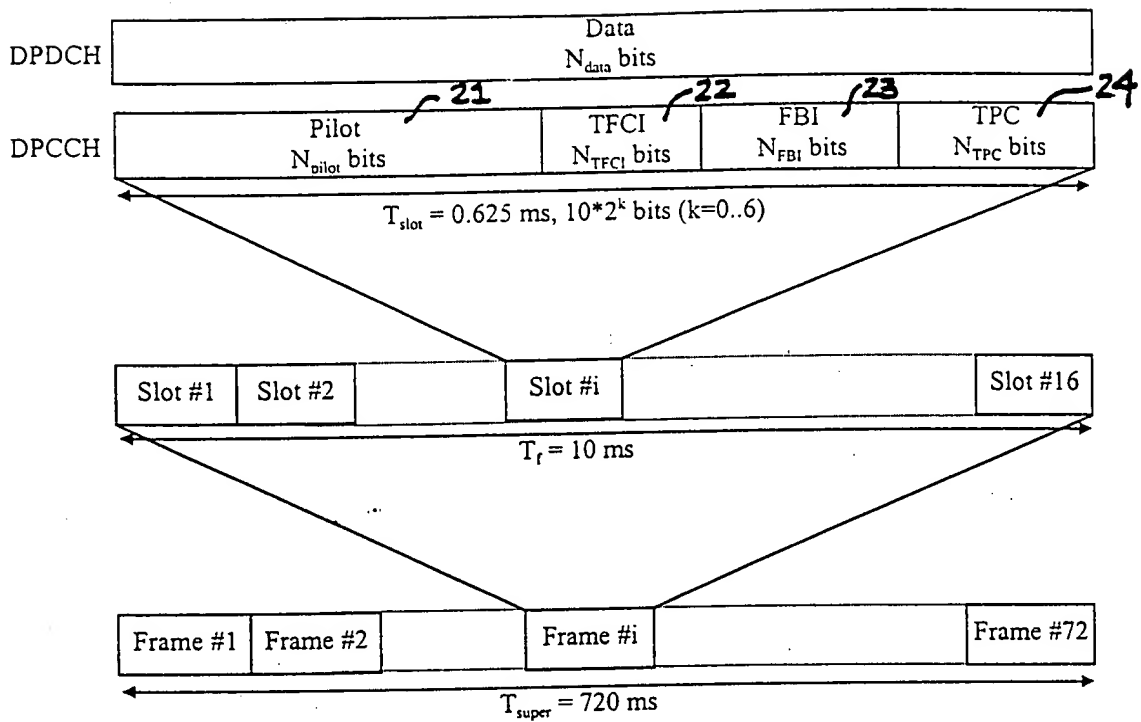 Data
DPDCH
N_data bits
21 22 23 24
Pilot TFCI FBI TPC
DPCCH
N_pilot bits N_TFCI bits N_FBI bits N_TPC bits
T_slot = 0.625 ms, 10*2^k bits (k=0..6)
Slot #1 Slot #2 Slot #i Slot #16
T_f = 10 ms
Frame #1 Frame #2 Frame #i Frame #72
T_super = 720 ms